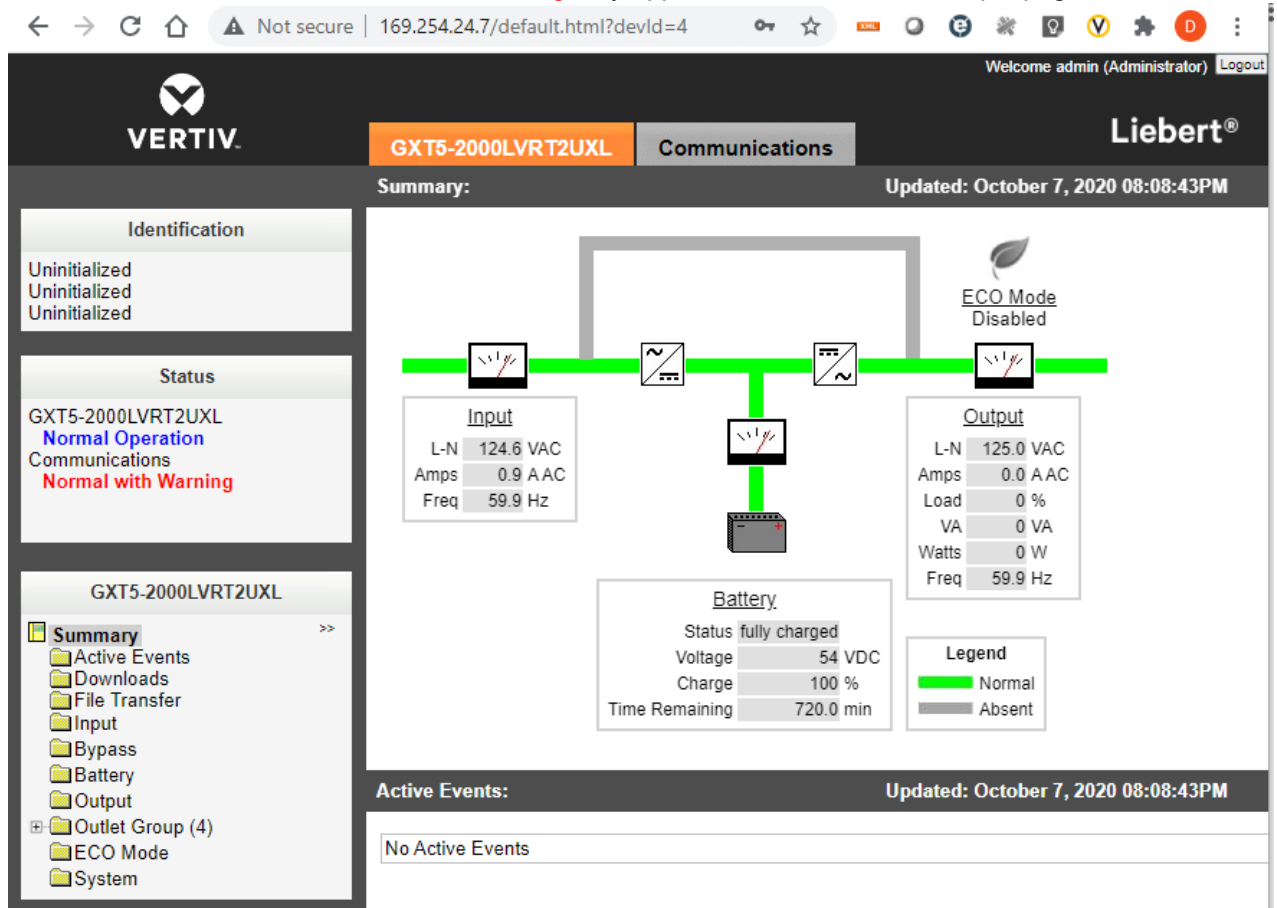 Not secure | 169.254.24.7/default.html?devId=4
XML
D
Welcome admin (Administrator) Logout
VERTIV™
GXT5-2000LVRT2UXL Communications
Liebert®
Summary: Updated: October 7, 2020 08:08:43PM
Identification
Uninitialized
Uninitialized
Uninitialized
Status
GXT5-2000LVRT2UXL
Normal Operation
Communications
Normal with Warning
GXT5-2000LVRT2UXL
Summary >>
Active Events
Downloads
File Transfer
Input
Bypass
Battery
Output
Outlet Group (4)
ECO Mode
System
ECO Mode
Disabled
Input
L-N 124.6 VAC
Amps 0.9 A AC
Freq 59.9 Hz
Output
L-N 125.0 VAC
Amps 0.0 A AC
Load 0 %
VA 0 VA
Watts 0 W
Freq 59.9 Hz
Battery
Status fully charged
Voltage 54 VDC
Charge 100 %
Time Remaining 720.0 min
Legend
Normal
Absent
Active Events: Updated: October 7, 2020 08:08:43PM
No Active Events